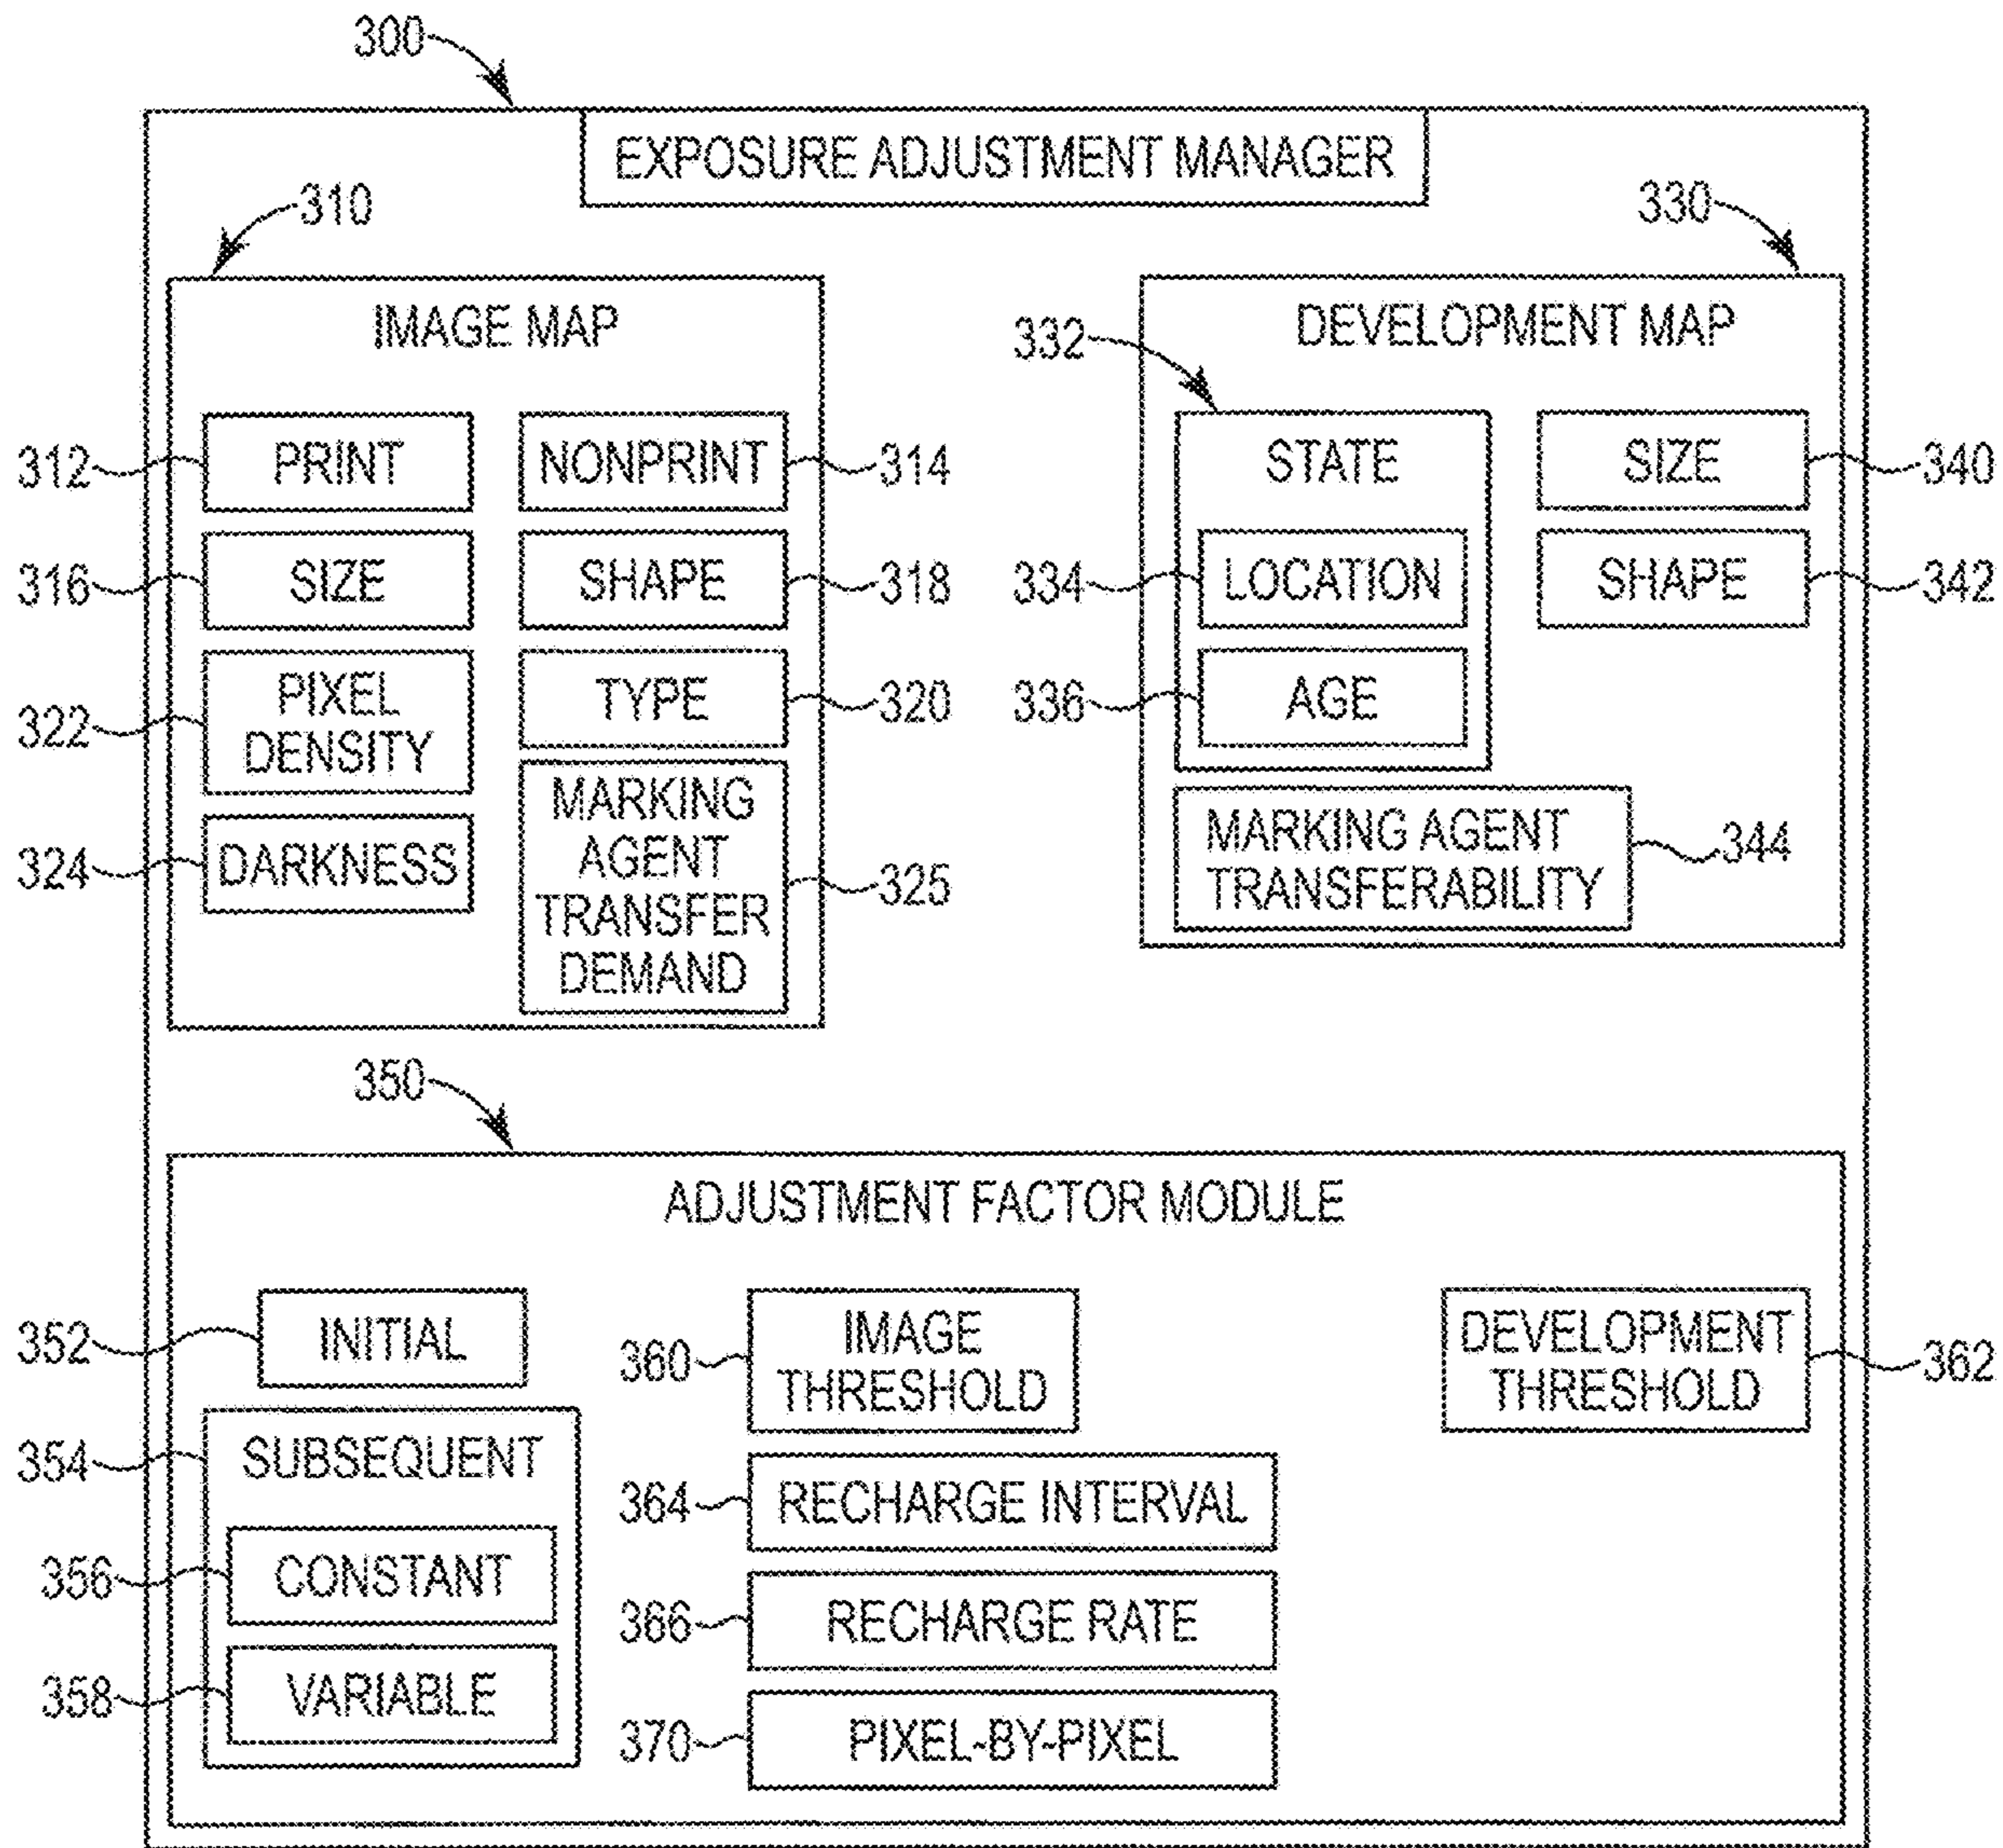 300
EXPOSURE ADJUSTMENT MANAGER
310
330
IMAGE MAP
332
DEVELOPMENT MAP
312
PRINT
NONPRINT
314
STATE
SIZE
340
316
SIZE
SHAPE
318
334
LOCATION
SHAPE
342
322
PIXEL
DENSITY
TYPE
320
336
AGE
324
DARKNESS
MARKING
AGENT
TRANSFER
DEMAND
325
MARKING AGENT
TRANSFERABILITY
344
350
ADJUSTMENT FACTOR MODULE
352
INITIAL
360
IMAGE
THRESHOLD
DEVELOPMENT
THRESHOLD
362
354
SUBSEQUENT
364
RECHARGE INTERVAL
356
CONSTANT
366
RECHARGE RATE
358
VARIABLE
370
PIXEL-BY-PIXEL